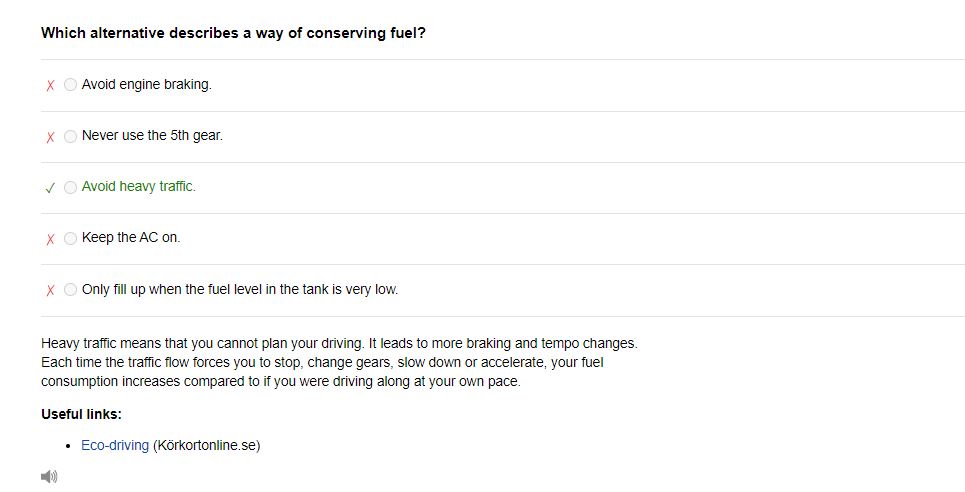 Which alternative describes a way of conserving fuel?
Avoid engine braking.
Never use the 5th gear.
Avoid heavy traffic.
Keep the AC on.
Only fill up when the fuel level in the tank is very low.
Heavy traffic means that you cannot plan your driving. It leads to more braking and tempo changes.
Each time the traffic flow forces you to stop, change gears, slow down or accelerate, your fuel
consumption increases compared to if you were driving along at your own pace.
Useful links:
Eco-driving (Körkortonline.se)